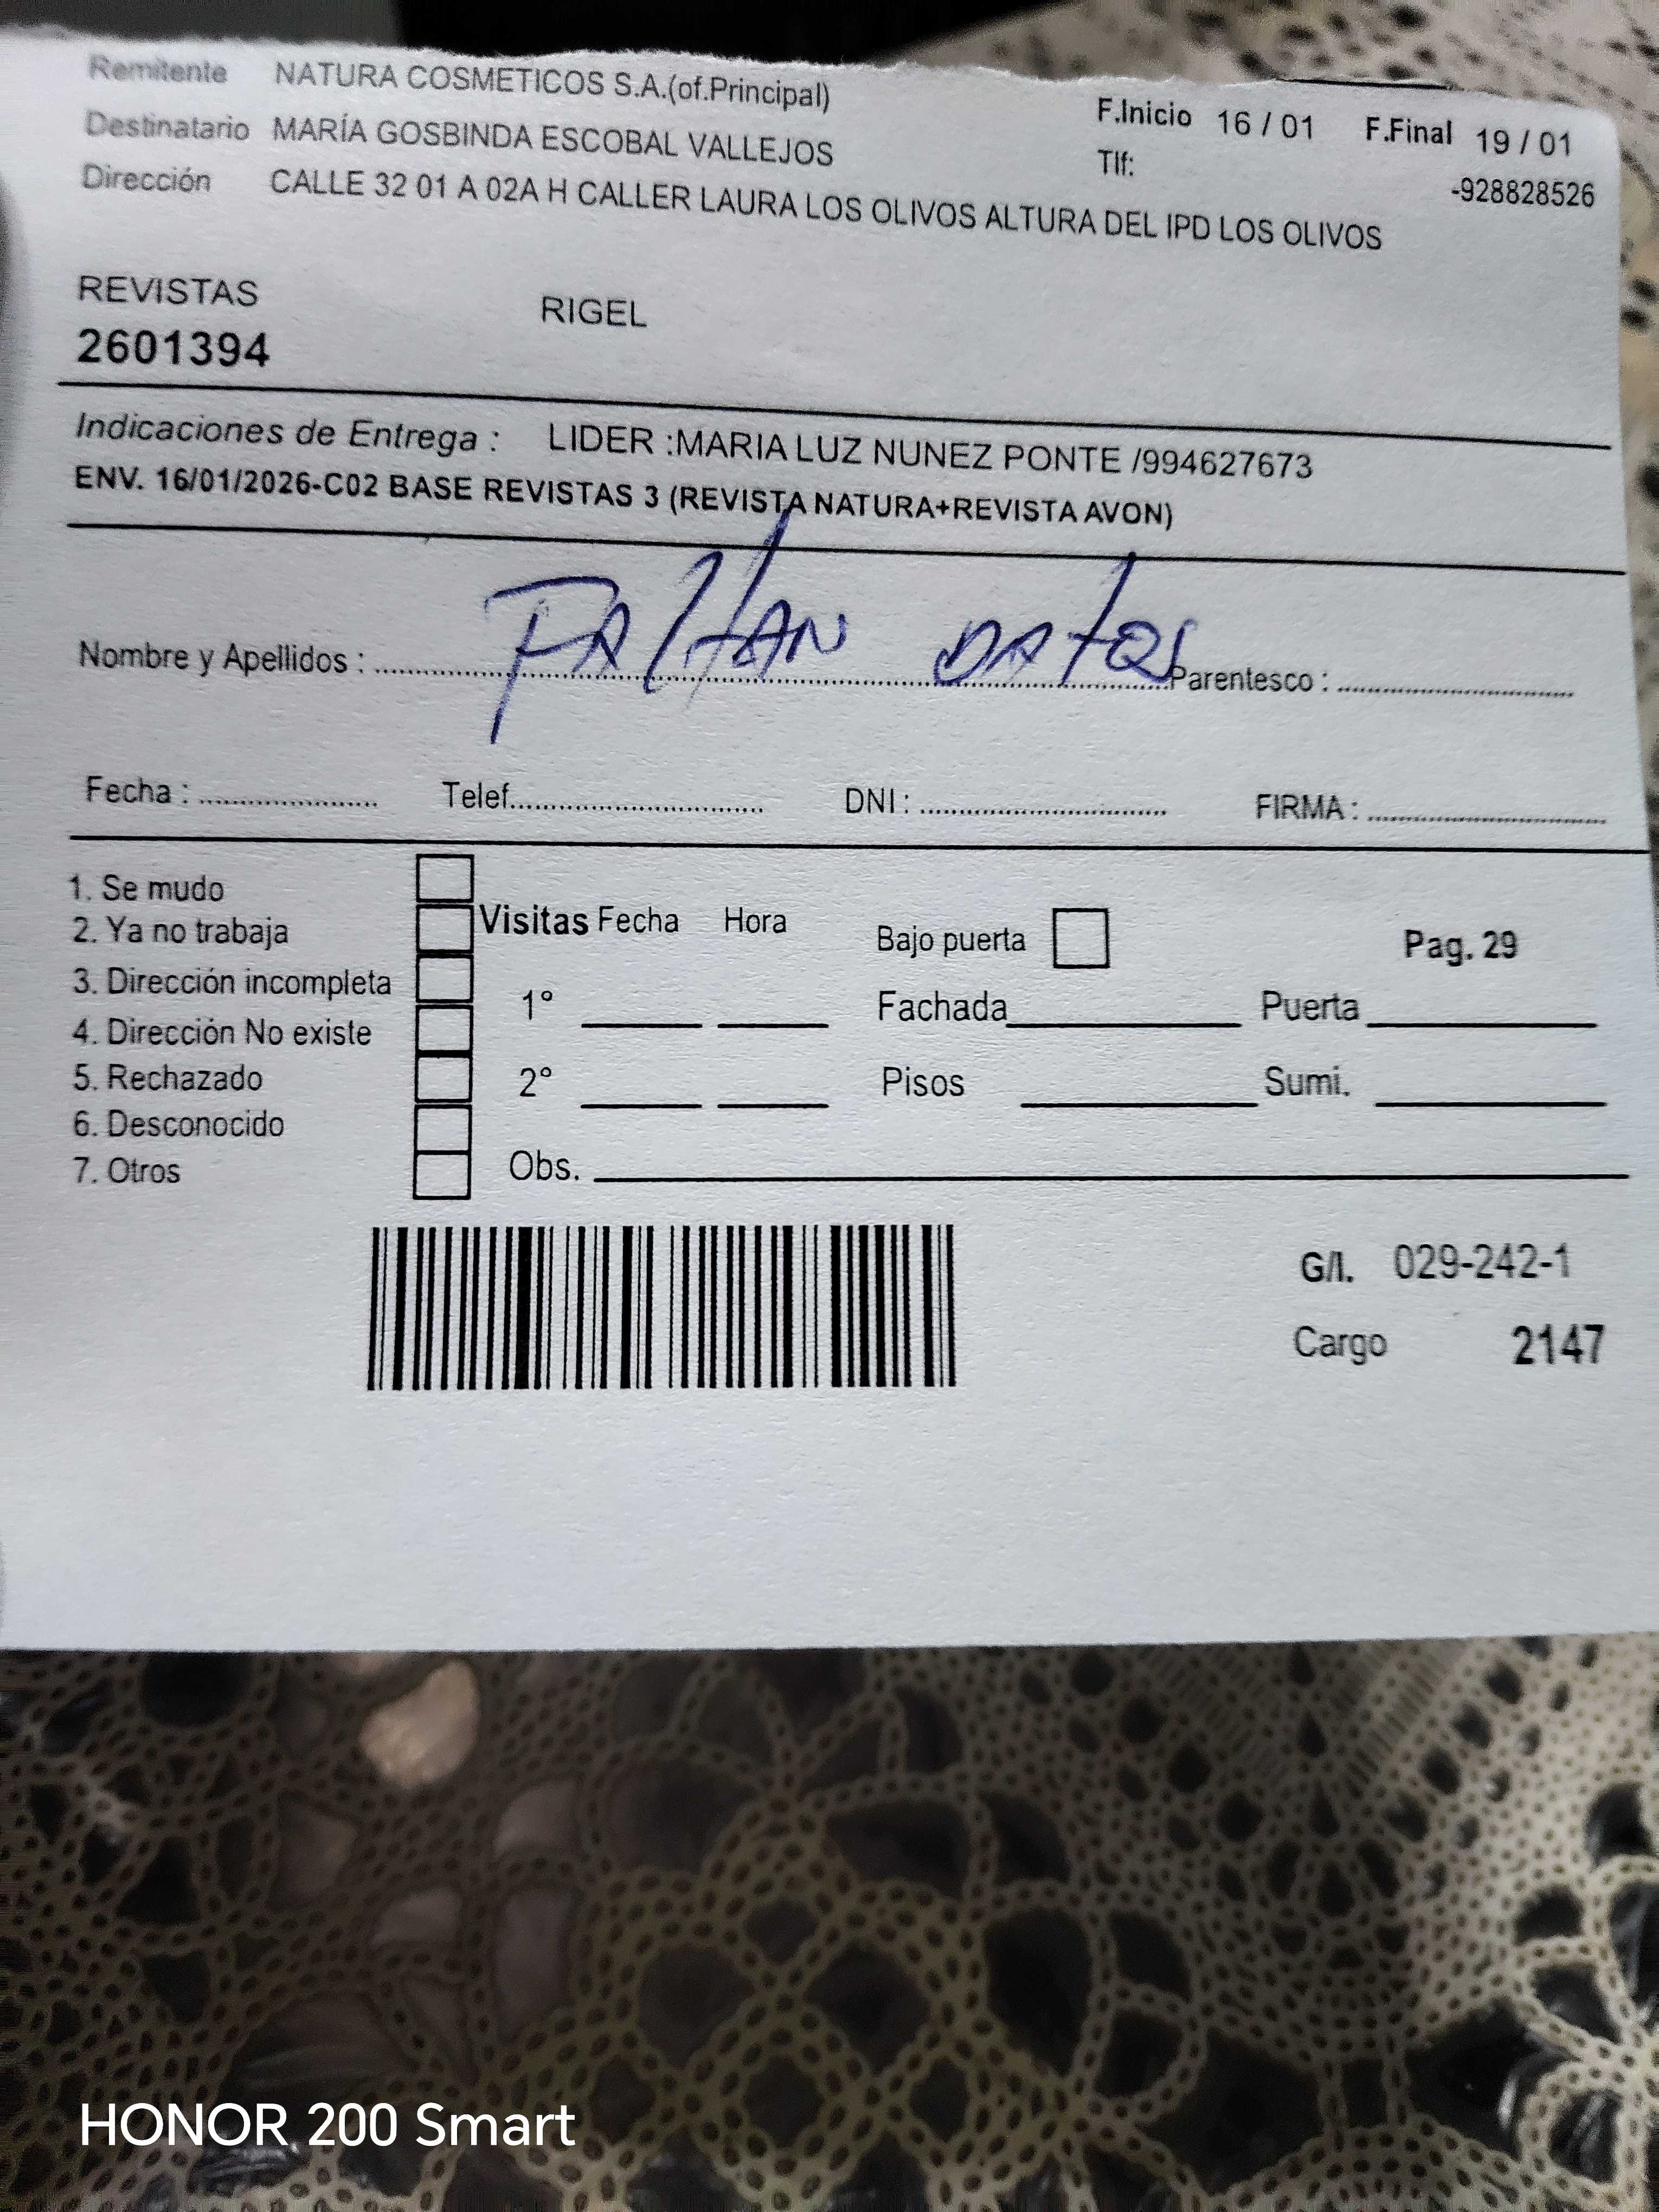 Remitente NATURA COSMETICOS S.A.(of.Principal) F.Inicio 16 / 01 F.Final 19 / 01
Destinatario MARÍA GOSBINDA ESCOBAL VALLEJOS Tlf: -928828526
Dirección CALLE 32 01 A 02A H CALLER LAURA LOS OLIVOS ALTURA DEL IPD LOS OLIVOS
REVISTAS RIGEL
2601394
Indicaciones de Entrega : LIDER :MARIA LUZ NUNEZ PONTE /994627673
ENV. 16/01/2026-C02 BASE REVISTAS 3 (REVISTA NATURA+REVISTA AVON)
FALTAN DATOS
Nombre y Apellidos : Parentesco :
Fecha : Telef. DNI : FIRMA :
1. Se mudo
2. Ya no trabaja Visitas Fecha Hora Bajo puerta Pag. 29
3. Dirección incompleta 1° Fachada Puerta
4. Dirección No existe
5. Rechazado 2° Pisos Sumi.
6. Desconocido
7. Otros Obs.
G/I. 029-242-1
Cargo 2147
HONOR 200 Smart